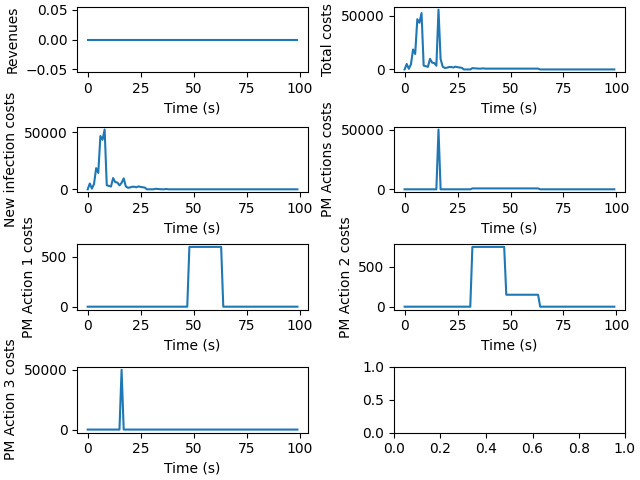 Revenues
0.05
0.00
−0.05
0 25 50 75 100
Time (s)
Total costs
50000
0
0 25 50 75 100
Time (s)
New infection costs
50000
0
0 25 50 75 100
Time (s)
PM Actions costs
50000
0
0 25 50 75 100
Time (s)
PM Action 1 costs
500
0
0 25 50 75 100
Time (s)
PM Action 2 costs
500
0
0 25 50 75 100
Time (s)
PM Action 3 costs
50000
0
0 25 50 75 100
Time (s)
1.0
0.5
0.0
0.0 0.2 0.4 0.6 0.8 1.0